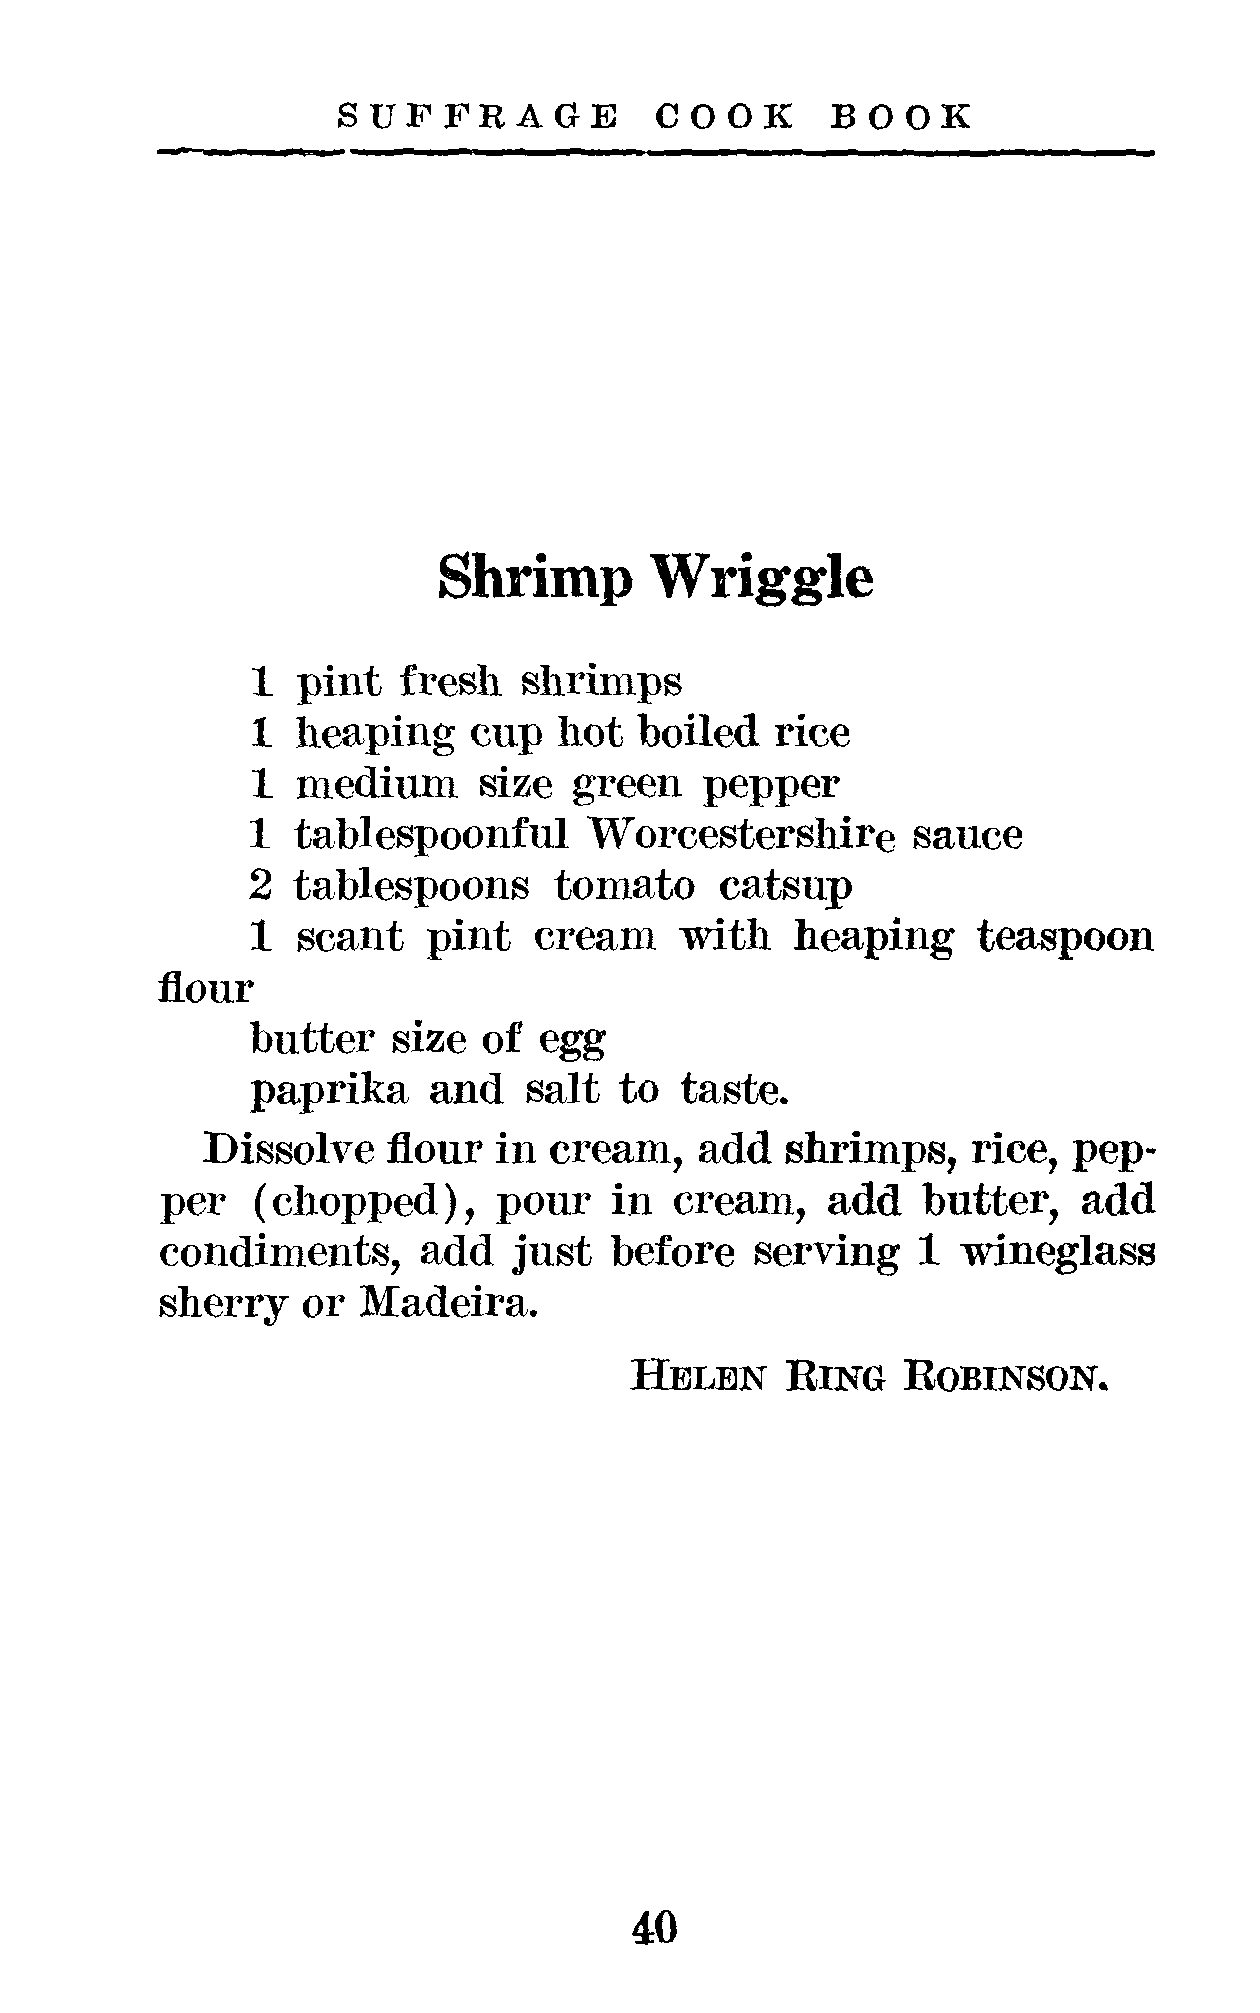 SUFFRAGE COOK BOOK
Shrimp Wriggle
1 pint fresh shrimps
1 heaping cup hot boiled rice
1 medium size green pepper
1 tablespoonful Worcestershire sauce
2 tablespoons tomato catsup
1 scant pint cream with heaping teaspoon
flour
butter size of egg
paprika and salt to taste.
Dissolve flour in cream, add shrimps, rice, pep-
per (chopped), pour in cream, add butter, add
condiments, add just before serving 1 wineglass
sherry or Madeira.
HELEN RING ROBINSON.
40